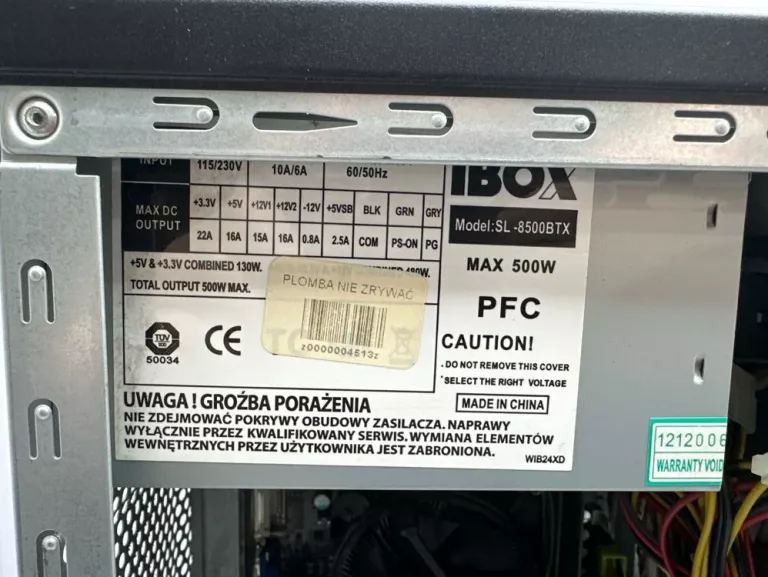 INPUT 115/230V 10A/6A 60/50Hz
IBOX
MAX DC OUTPUT
+3.3V +5V +12V1 +12V2 -12V +5VSB BLK GRN GRY
22A 16A 15A 16A 0.8A 2.5A COM PS-ON PG
Model:SL-8500BTX
MAX 500W
+5V & +3.3V COMBINED 130W.
TOTAL OUTPUT 500W MAX.
PLOMBA NIE ZRYWAĆ
z0000004613z
PFC
TÜV
50034
CE
CAUTION!
. DO NOT REMOVE THIS COVER
*SELECT THE RIGHT VOLTAGE
MADE IN CHINA
UWAGA ! GROŹBA PORAŻENIA
NIE ZDEJMOWAĆ POKRYWY OBUDOWY ZASILACZA. NAPRAWY
WYŁĄCZNIE PRZEZ KWALIFIKOWANY SERWIS. WYMIANA ELEMENTÓW
WEWNĘTRZNYCH PRZEZ UŻYTKOWNIKA JEST ZABRONIONA.
WIB24XD
1212006
WARRANTY VOID